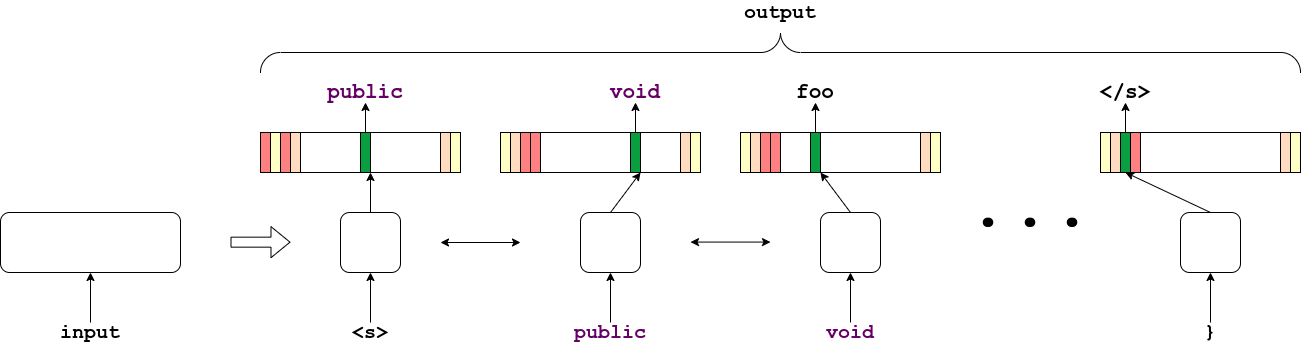 output
public void foo </s>
input <s> public void }